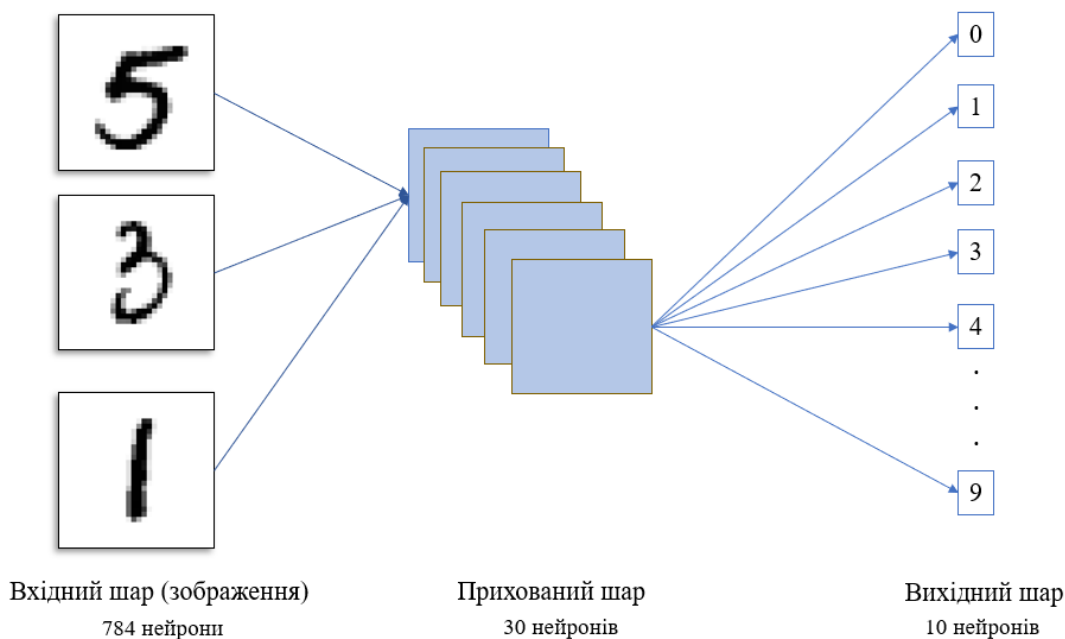 5
3
1
0
1
2
3
4
.
.
.
9
Вхідний шар (зображення)
784 нейрони
Прихований шар
30 нейронів
Вихідний шар
10 нейронів